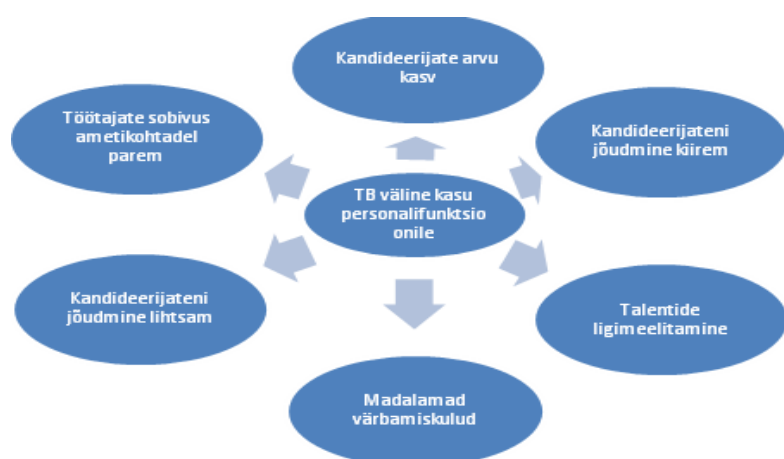 Kandideerijate arvu
kasv
Töötajate sobivus
ametikohtadel
parem
Kandideerijateni
jõudmine kiirem
TB väline kasu
personalifunktsio
onile
Kandideerijateni
jõudmine lihtsam
Talentide
ligimeelitamine
Madalamad
värbamiskulud